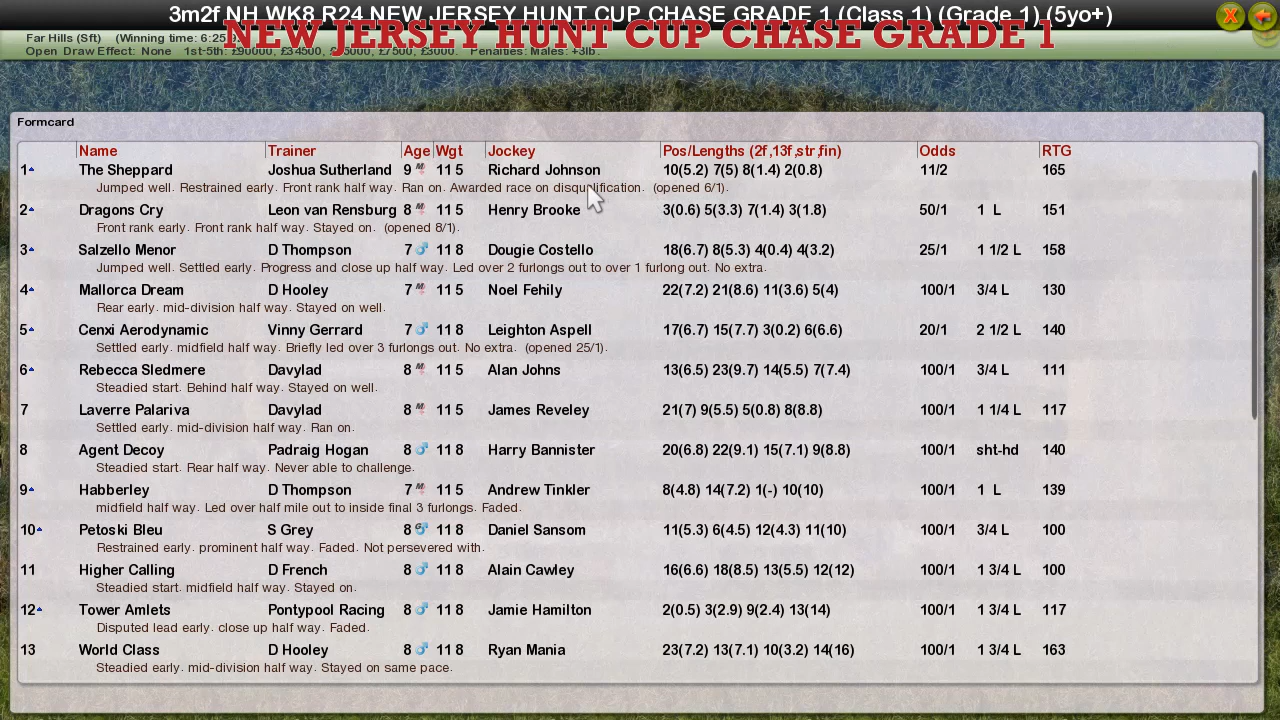 3m2f NH WK8 R24 NEW JERSEY HUNT CUP CHASE GRADE 1 (Class 1) (Grade 1) (5yo+)
NEW JERSEY HUNT CUP CHASE GRADE 1
Far Hills (Sft) (Winning time: 6:25.9
Open Draw Effect: None 1st-5th: £90000, £34500, £7500, £3000. Penalties: Males: +3lb.
Formcard
Name Trainer Age Wgt Jockey Pos/Lengths (2f,13f,str,fin) Odds RTG
1 The Sheppard Joshua Sutherland 9 M 11 5 Richard Johnson 10(5.2) 7(5) 8(1.4) 2(0.8) 11/2 165
Jumped well. Restrained early. Front rank half way. Ran on. Awarded race on disqualification. (opened 6/1).
2 Dragons Cry Leon van Rensburg 8 M 11 5 Henry Brooke 3(0.6) 5(3.3) 7(1.4) 3(1.8) 50/1 1 L 151
Front rank early. Front rank half way. Stayed on. (opened 8/1).
3 Salzello Menor D Thompson 7 11 8 Dougie Costello 18(6.7) 8(5.3) 4(0.4) 4(3.2) 25/1 1 1/2 L 158
Jumped well. Settled early. Progress and close up half way. Led over 2 furlongs out to over 1 furlong out. No extra.
4 Mallorca Dream D Hooley 7 M 11 5 Noel Fehily 22(7.2) 21(8.6) 11(3.6) 5(4) 100/1 3/4 L 130
Rear early. mid-division half way. Stayed on well.
5 Cenxi Aerodynamic Vinny Gerrard 7 11 8 Leighton Aspell 17(6.7) 15(7.7) 3(0.2) 6(6.6) 20/1 2 1/2 L 140
Settled early. midfield half way. Briefly led over 3 furlongs out. No extra. (opened 25/1).
6 Rebecca Sledmere Davylad 8 M 11 5 Alan Johns 13(6.5) 23(9.7) 14(5.5) 7(7.4) 100/1 3/4 L 111
Steadied start. Behind half way. Stayed on well.
7 Laverre Palariva Davylad 8 M 11 5 James Reveley 21(7) 9(5.5) 5(0.8) 8(8.8) 100/1 1 1/4 L 117
Settled early. mid-division half way. Ran on.
8 Agent Decoy Padraig Hogan 8 11 8 Harry Bannister 20(6.8) 22(9.1) 15(7.1) 9(8.8) 100/1 sht-hd 140
Steadied start. Rear half way. Never able to challenge.
9 Habberley D Thompson 7 M 11 5 Andrew Tinkler 8(4.8) 14(7.2) 1(-) 10(10) 100/1 1 L 139
midfield half way. Led over half mile out to inside final 3 furlongs. Faded.
10 Petoski Bleu S Grey 8 G 11 8 Daniel Sansom 11(5.3) 6(4.5) 12(4.3) 11(10) 100/1 3/4 L 100
Restrained early. prominent half way. Faded. Not persevered with.
11 Higher Calling D French 8 11 8 Alain Cawley 16(6.6) 18(8.5) 13(5.5) 12(12) 100/1 1 3/4 L 100
Steadied start. midfield half way. Stayed on.
12 Tower Amlets Pontypool Racing 8 11 8 Jamie Hamilton 2(0.5) 3(2.9) 9(2.4) 13(14) 100/1 1 3/4 L 117
Disputed lead early. close up half way. Faded.
13 World Class D Hooley 8 11 8 Ryan Mania 23(7.2) 13(7.1) 10(3.2) 14(16) 100/1 1 3/4 L 163
Steadied early. mid-division half way. Stayed on same pace.